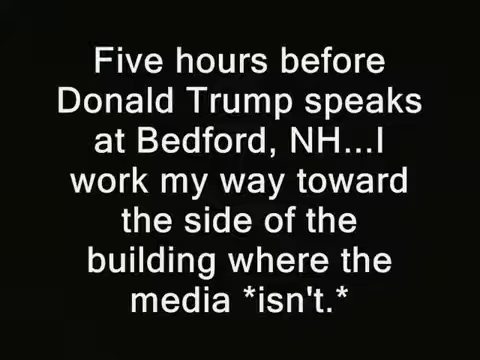 Five hours before
Donald Trump speaks
at Bedford, NH...I
work my way toward
the side of the
building where the
media *isn't.*